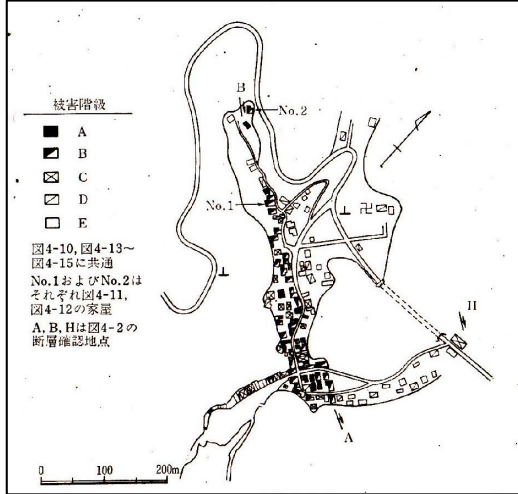 被害階級
A
B
C
D
E
図4-10, 図4-13～
図4-15に共通
No.1およびNo.2は
それぞれ図4-11,
図4-12の家屋
A, B, Hは図4-2の
断層確認地点
B
No.2
No.1
卍
H
A
0 100 200m